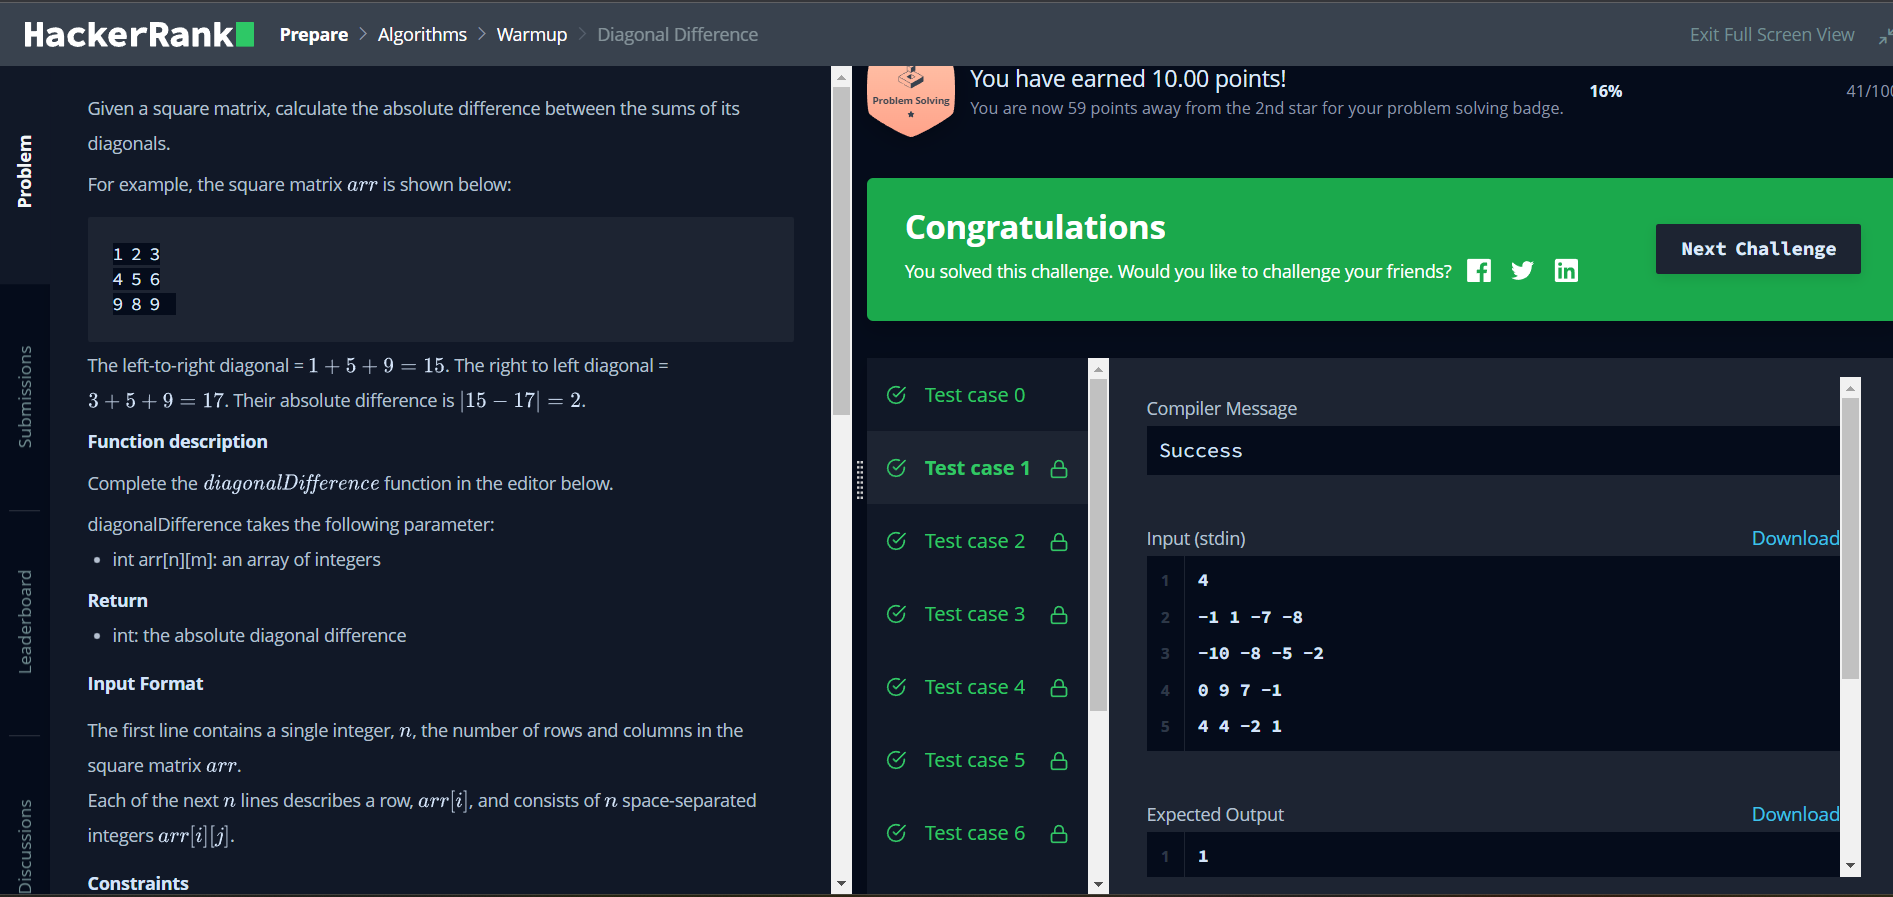 HackerRank
Prepare > Algorithms > Warmup > Diagonal Difference
Exit Full Screen View
Problem
Submissions
Leaderboard
Discussions
Given a square matrix, calculate the absolute difference between the sums of its
diagonals.
For example, the square matrix arr is shown below:
1 2 3
4 5 6
9 8 9
The left-to-right diagonal = 1 + 5 + 9 = 15. The right to left diagonal =
3 + 5 + 9 = 17. Their absolute difference is |15 − 17| = 2.
Function description
Complete the diagonalDifference function in the editor below.
diagonalDifference takes the following parameter:
• int arr[n][m]: an array of integers
Return
• int: the absolute diagonal difference
Input Format
The first line contains a single integer, n, the number of rows and columns in the
square matrix arr.
Each of the next n lines describes a row, arr[i], and consists of n space-separated
integers arr[i][j].
Constraints
Problem Solving
You have earned 10.00 points!
You are now 59 points away from the 2nd star for your problem solving badge.
16%
41/100
Congratulations
You solved this challenge. Would you like to challenge your friends?
Next Challenge
Test case 0
Test case 1
Test case 2
Test case 3
Test case 4
Test case 5
Test case 6
Compiler Message
Success
Input (stdin)
Download
1 4
2 -1 1 -7 -8
3 -10 -8 -5 -2
4 0 9 7 -1
5 4 4 -2 1
Expected Output
Download
1 1